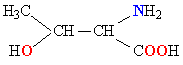 H₃C NH₂
CH—CH
HO COOH